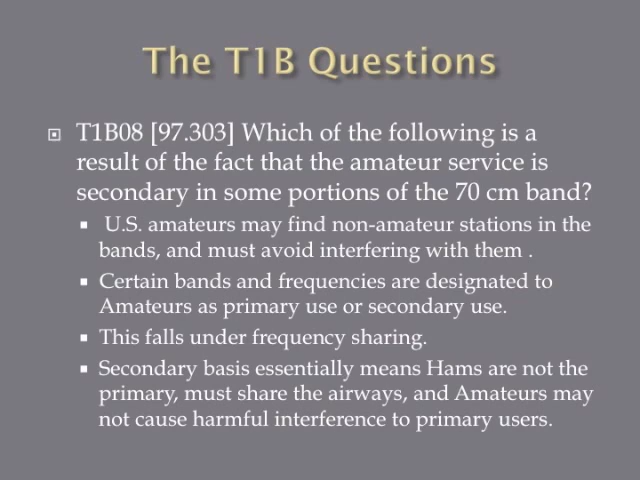 The T1B Questions
T1B08 [97.303] Which of the following is a
result of the fact that the amateur service is
secondary in some portions of the 70 cm band?
U.S. amateurs may find non-amateur stations in the
bands, and must avoid interfering with them .
Certain bands and frequencies are designated to
Amateurs as primary use or secondary use.
This falls under frequency sharing.
Secondary basis essentially means Hams are not the
primary, must share the airways, and Amateurs may
not cause harmful interference to primary users.